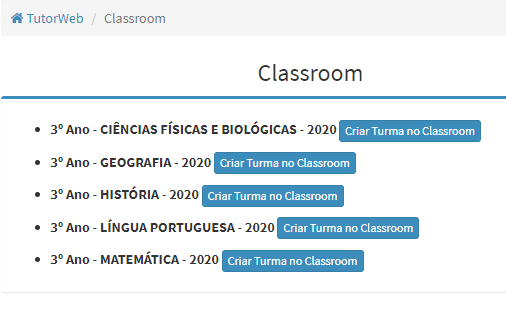 TutorWeb / Classroom
Classroom
3º Ano - CIÊNCIAS FÍSICAS E BIOLÓGICAS - 2020 Criar Turma no Classroom
3º Ano - GEOGRAFIA - 2020 Criar Turma no Classroom
3º Ano - HISTÓRIA - 2020 Criar Turma no Classroom
3º Ano - LÍNGUA PORTUGUESA - 2020 Criar Turma no Classroom
3º Ano - MATEMÁTICA - 2020 Criar Turma no Classroom